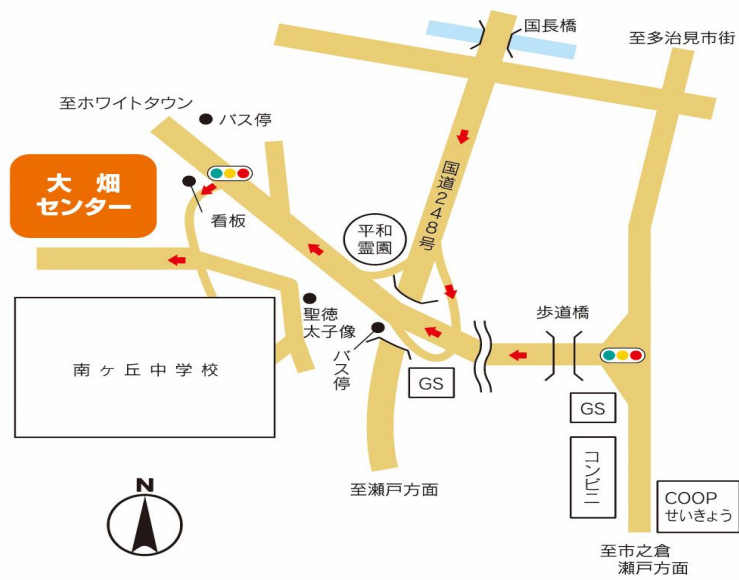 国長橋
至多治見市街
至ホワイトタウン
バス停
大畑
センター
看板
国道248号
平和
霊園
歩道橋
聖徳
太子像
バス停
南ヶ丘中学校
GS
GS
コンビニ
COOP
せいきょう
至瀬戸方面
至市之倉
瀬戸方面
N